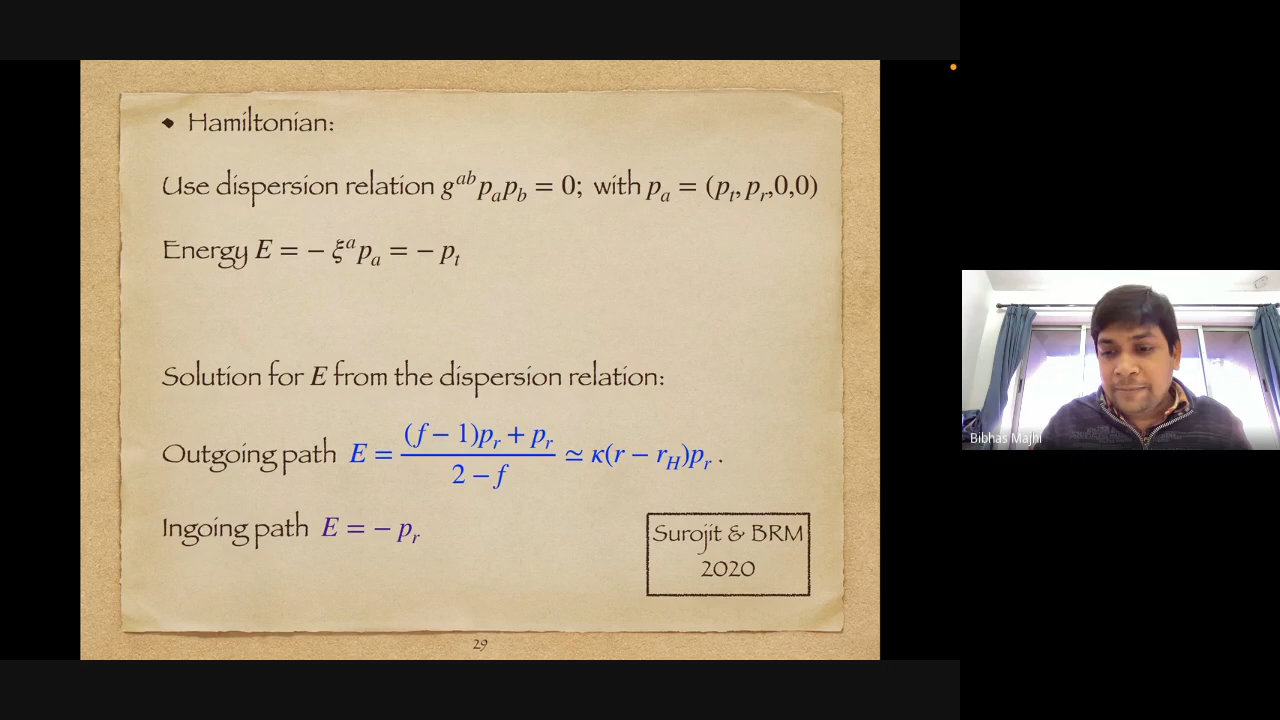 Hamiltonian:
Use dispersion relation g^{ab}p_a p_b = 0; with p_a = (p_t, p_r,0,0)
Energy E = − ξ^a p_a = − p_t
Solution for E from the dispersion relation:
Outgoing path E = \frac{(f − 1)p_r + p_r}{2 − f} ≃ κ(r − r_H)p_r .
Ingoing path E = − p_r
Surojit & BRM
2020
29
Bibhas Majhi